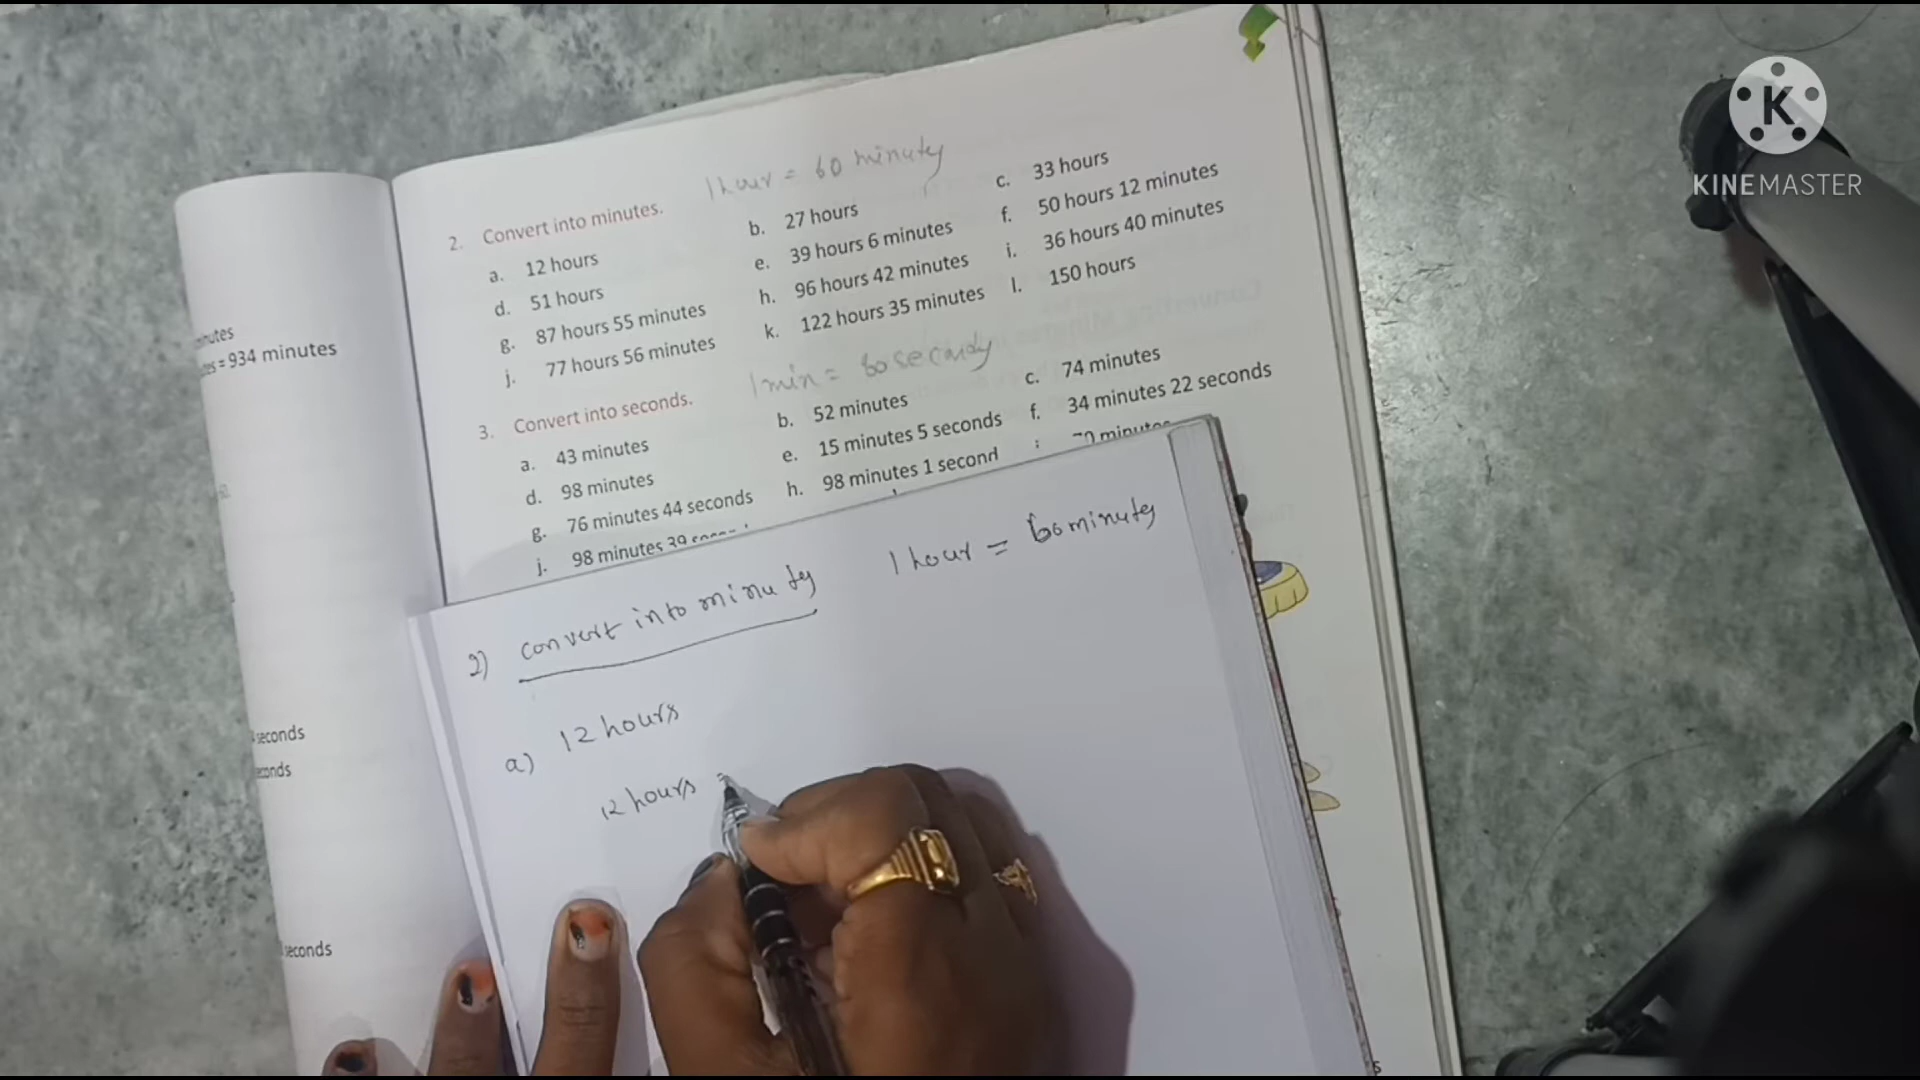 KINEMASTER
1 hour = 60 minutes
2. Convert into minutes.
a. 12 hours b. 27 hours c. 33 hours
d. 51 hours e. 39 hours 6 minutes f. 50 hours 12 minutes
g. 87 hours 55 minutes h. 96 hours 42 minutes i. 36 hours 40 minutes
j. 77 hours 56 minutes k. 122 hours 35 minutes l. 150 hours
1 min = 60 seconds
3. Convert into seconds.
a. 43 minutes b. 52 minutes c. 74 minutes
d. 98 minutes e. 15 minutes 5 seconds f. 34 minutes 22 seconds
g. 76 minutes 44 seconds h. 98 minutes 1 second
j. 98 minutes 39
= 934 minutes
seconds
seconds
2) convert into minutes 1 hour = 60 minutes
a) 12 hours
12 hours